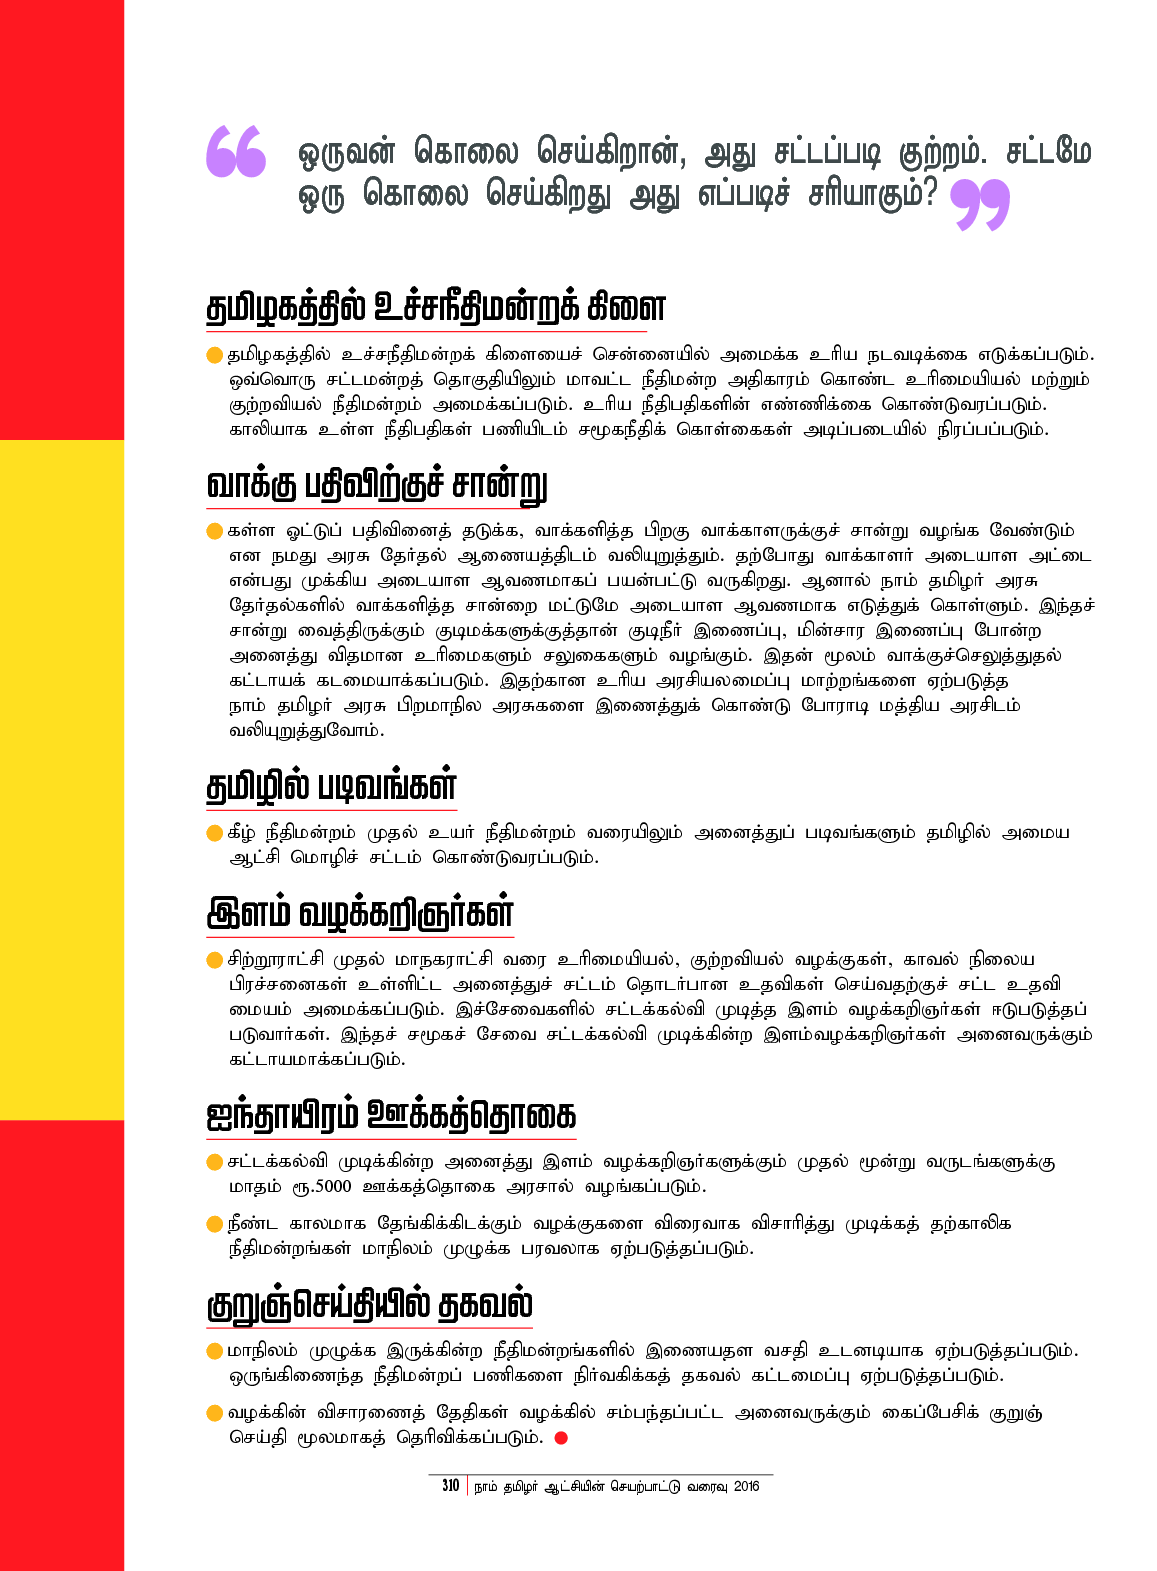 ஒருவன் கொலை செய்கிறான், அது சட்டப்படி குற்றம். சட்டமே
ஒரு கொலை செய்கிறது அது எப்படிச் சரியாகும்?
தமிழகத்தில் உச்சநீதிமன்றக் கிளை
தமிழகத்தில் உச்சநீதிமன்றக் கிளையைச் சென்னையில் அமைக்க உரிய நடவடிக்கை எடுக்கப்படும்.
ஒவ்வொரு சட்டமன்றத் தொகுதியிலும் மாவட்ட நீதிமன்ற அதிகாரம் கொண்ட உரிமையியல் மற்றும்
குற்றவியல் நீதிமன்றம் அமைக்கப்படும். உரிய நீதிபதிகளின் எண்ணிக்கை கொண்டுவரப்படும்.
காலியாக உள்ள நீதிபதிகள் பணியிடம் சமூகநீதிக் கொள்கைகள் அடிப்படையில் நிரப்பப்படும்.
வாக்கு பதிவிற்குச் சான்று
கள்ள ஓட்டுப் பதிவினைத் தடுக்க, வாக்களித்த பிறகு வாக்காளருக்குச் சான்று வழங்க வேண்டும்
என நமது அரசு தேர்தல் ஆணையத்திடம் வலியுறுத்தும். தற்போது வாக்காளர் அடையாள அட்டை
என்பது முக்கிய அடையாள ஆவணமாகப் பயன்பட்டு வருகிறது. ஆனால் நாம் தமிழர் அரசு
தேர்தல்களில் வாக்களித்த சான்றை மட்டுமே அடையாள ஆவணமாக எடுத்துக் கொள்ளும். இந்தச்
சான்று வைத்திருக்கும் குடிமக்களுக்குத்தான் குடிநீர் இணைப்பு, மின்சார இணைப்பு போன்ற
அனைத்து விதமான உரிமைகளும் சலுகைகளும் வழங்கும். இதன் மூலம் வாக்குச்செலுத்துதல்
கட்டாயக் கடமையாக்கப்படும். இதற்கான உரிய அரசியலமைப்பு மாற்றங்களை ஏற்படுத்த
நாம் தமிழர் அரசு பிறமாநில அரசுகளை இணைத்துக் கொண்டு போராடி மத்திய அரசிடம்
வலியுறுத்துவோம்.
தமிழில் படிவங்கள்
கீழ் நீதிமன்றம் முதல் உயர் நீதிமன்றம் வரையிலும் அனைத்துப் படிவங்களும் தமிழில் அமைய
ஆட்சி மொழிச் சட்டம் கொண்டுவரப்படும்.
இளம் வழக்கறிஞர்கள்
சிற்றூராட்சி முதல் மாநகராட்சி வரை உரிமையியல், குற்றவியல் வழக்குகள், காவல் நிலைய
பிரச்சனைகள் உள்ளிட்ட அனைத்துச் சட்டம் தொடர்பான உதவிகள் செய்வதற்குச் சட்ட உதவி
மையம் அமைக்கப்படும். இச்சேவைகளில் சட்டக்கல்வி முடித்த இளம் வழக்கறிஞர்கள் ஈடுபடுத்தப்
படுவார்கள். இந்தச் சமூகச் சேவை சட்டக்கல்வி முடிக்கின்ற இளம்வழக்கறிஞர்கள் அனைவருக்கும்
கட்டாயமாக்கப்படும்.
ஐந்தாயிரம் ஊக்கத்தொகை
சட்டக்கல்வி முடிக்கின்ற அனைத்து இளம் வழக்கறிஞர்களுக்கும் முதல் மூன்று வருடங்களுக்கு
மாதம் ரூ.5000 ஊக்கத்தொகை அரசால் வழங்கப்படும்.
நீண்ட காலமாக தேங்கிக்கிடக்கும் வழக்குகளை விரைவாக விசாரித்து முடிக்கத் தற்காலிக
நீதிமன்றங்கள் மாநிலம் முழுக்க பரவலாக ஏற்படுத்தப்படும்.
குறுஞ்செய்தியில் தகவல்
மாநிலம் முழுக்க இருக்கின்ற நீதிமன்றங்களில் இணையதள வசதி உடனடியாக ஏற்படுத்தப்படும்.
ஒருங்கிணைந்த நீதிமன்றப் பணிகளை நிர்வகிக்கத் தகவல் கட்டமைப்பு ஏற்படுத்தப்படும்.
வழக்கின் விசாரணைத் தேதிகள் வழக்கில் சம்பந்தப்பட்ட அனைவருக்கும் கைப்பேசிக் குறுஞ்
செய்தி மூலமாகத் தெரிவிக்கப்படும்.
310 நாம் தமிழர் ஆட்சியின் செயற்பாட்டு வரைவு 2016